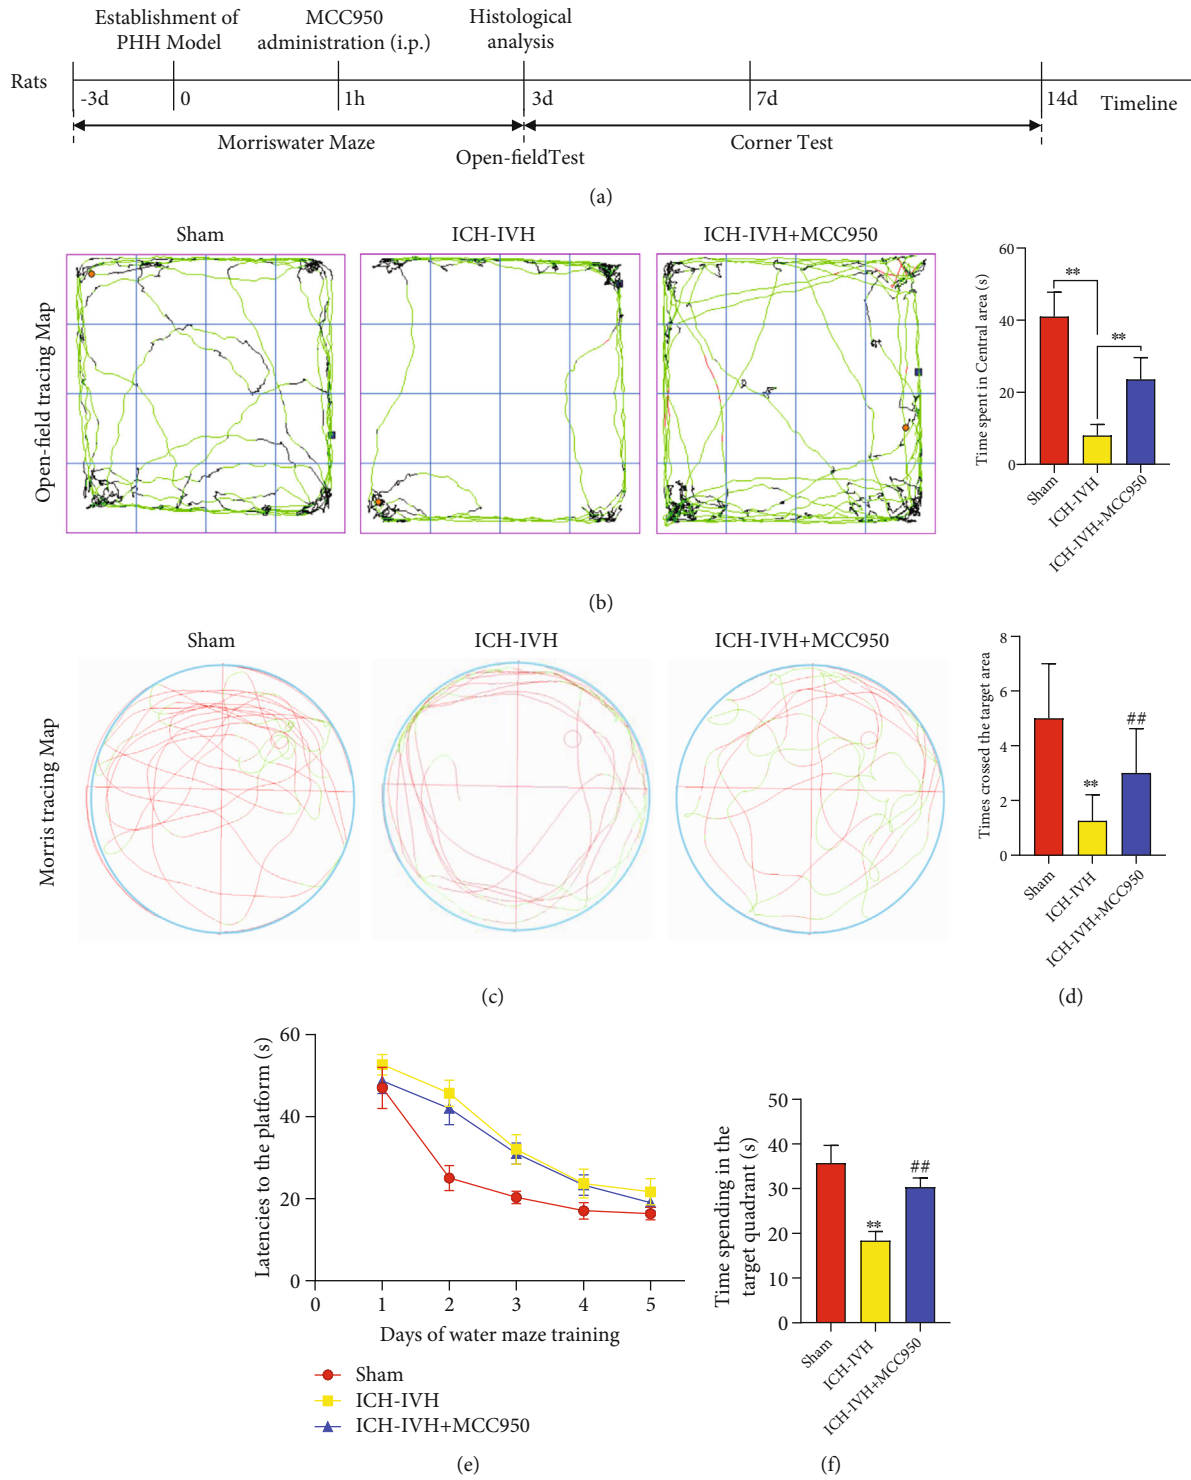 Establishment of
PHH Model
MCC950
administration (i.p.)
Histological
analysis
Rats
-3d
0
1h
3d
7d
14d
Timeline
Morriswater Maze
Open-fieldTest
Corner Test
(a)
Sham
ICH-IVH
ICH-IVH+MCC950
Open-field tracing Map
Time spent in Central area (s)
60
40
20
0
**
**
Sham
ICH-IVH
ICH-IVH+MCC950
(b)
Sham
ICH-IVH
ICH-IVH+MCC950
Morris tracing Map
(c)
Times crossed the target area
8
6
4
2
0
**
##
Sham
ICH-IVH
ICH-IVH+MCC950
(d)
Latencies to the platform (s)
60
40
20
0
0
1
2
3
4
5
Days of water maze training
Sham
ICH-IVH
ICH-IVH+MCC950
(e)
Time spending in the
target quadrant (s)
50
40
30
20
10
0
**
##
Sham
ICH-IVH
ICH-IVH+MCC950
(f)